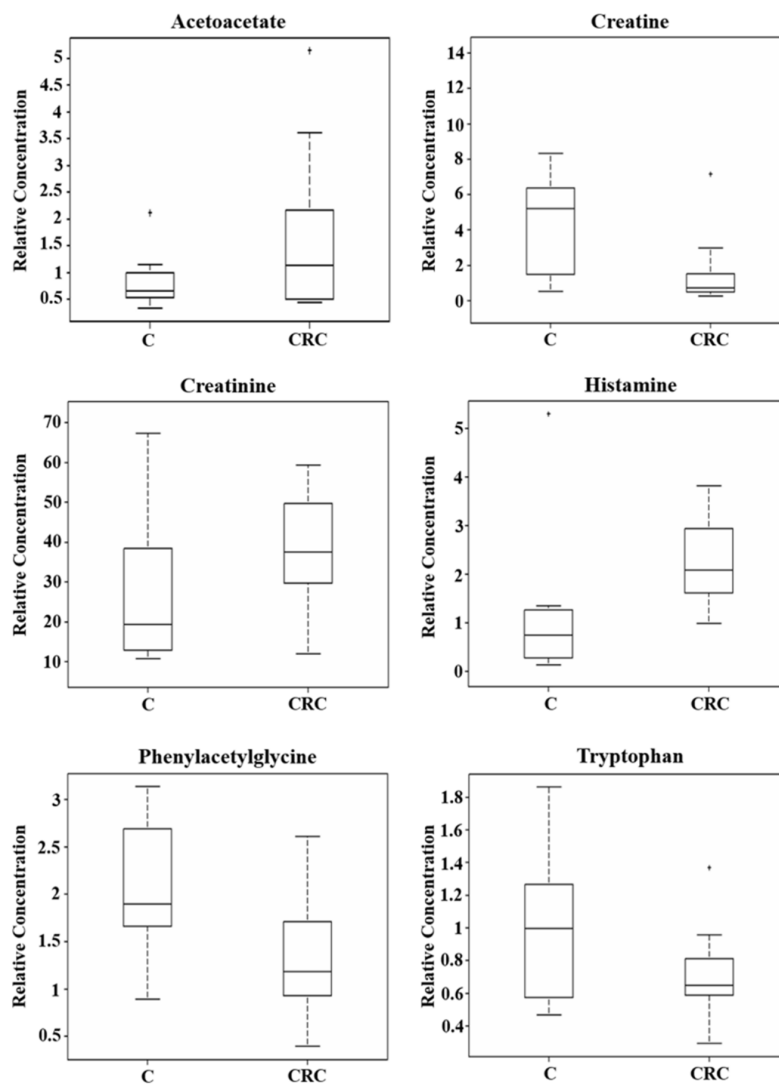 Acetoacetate
Relative Concentration
5
4.5
4
3.5
3
2.5
2
1.5
1
0.5
C
CRC
Creatine
Relative Concentration
14
12
10
8
6
4
2
0
C
CRC
Creatinine
Relative Concentration
70
60
50
40
30
20
10
C
CRC
Histamine
Relative Concentration
5
4
3
2
1
0
C
CRC
Phenylacetylglycine
Relative Concentration
3
2.5
2
1.5
1
0.5
C
CRC
Tryptophan
Relative Concentration
1.8
1.6
1.4
1.2
1
0.8
0.6
0.4
C
CRC